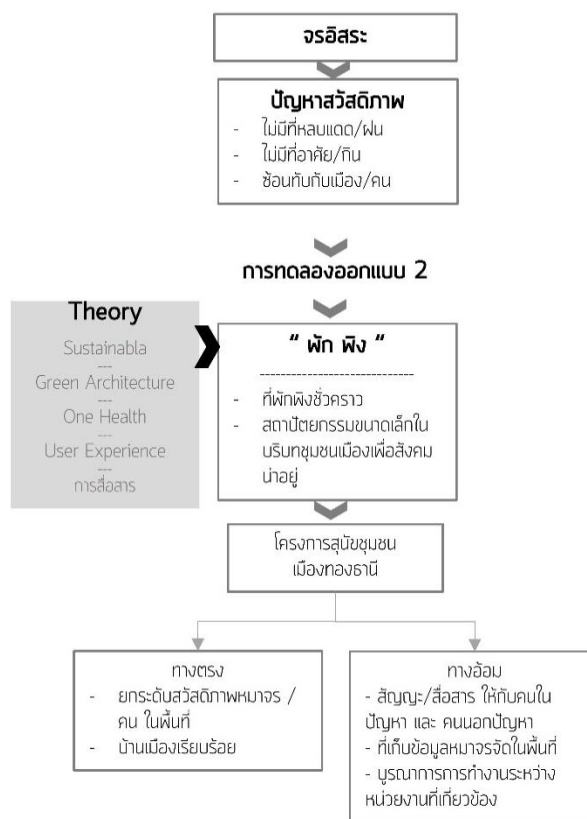 จรอิสระ
ปัญหาสวัสดิภาพ
- ไม่มีที่หลบแดด/ฝน
- ไม่มีที่อาศัย/กิน
- ซ้อนทับกับเมือง/คน
การทดลองออกแบบ 2
Theory
Sustainabla
---
Green Architecture
---
One Health
---
User Experience
---
การสื่อสาร
“ พัก พิง “
-----------------------------
- ที่พักพิงชั่วคราว
- สถาปัตยกรรมขนาดเล็กใน
บริบทชุมชนเมืองเพื่อสังคม
น่าอยู่
โครงการสุนัขชุมชน
เมืองทองธานี
ทางตรง
- ยกระดับสวัสดิภาพหมาจร /
คน ในพื้นที่
- บ้านเมืองเรียบร้อย
ทางอ้อม
- สัญญะ/สื่อสาร ให้กับคนใน
ปัญหา และ คนนอกปัญหา
- ที่เก็บข้อมูลหมาจรจัดในพื้นที่
- บูรณาการการทำงานระหว่าง
หน่วยงานที่เกี่ยวข้อง